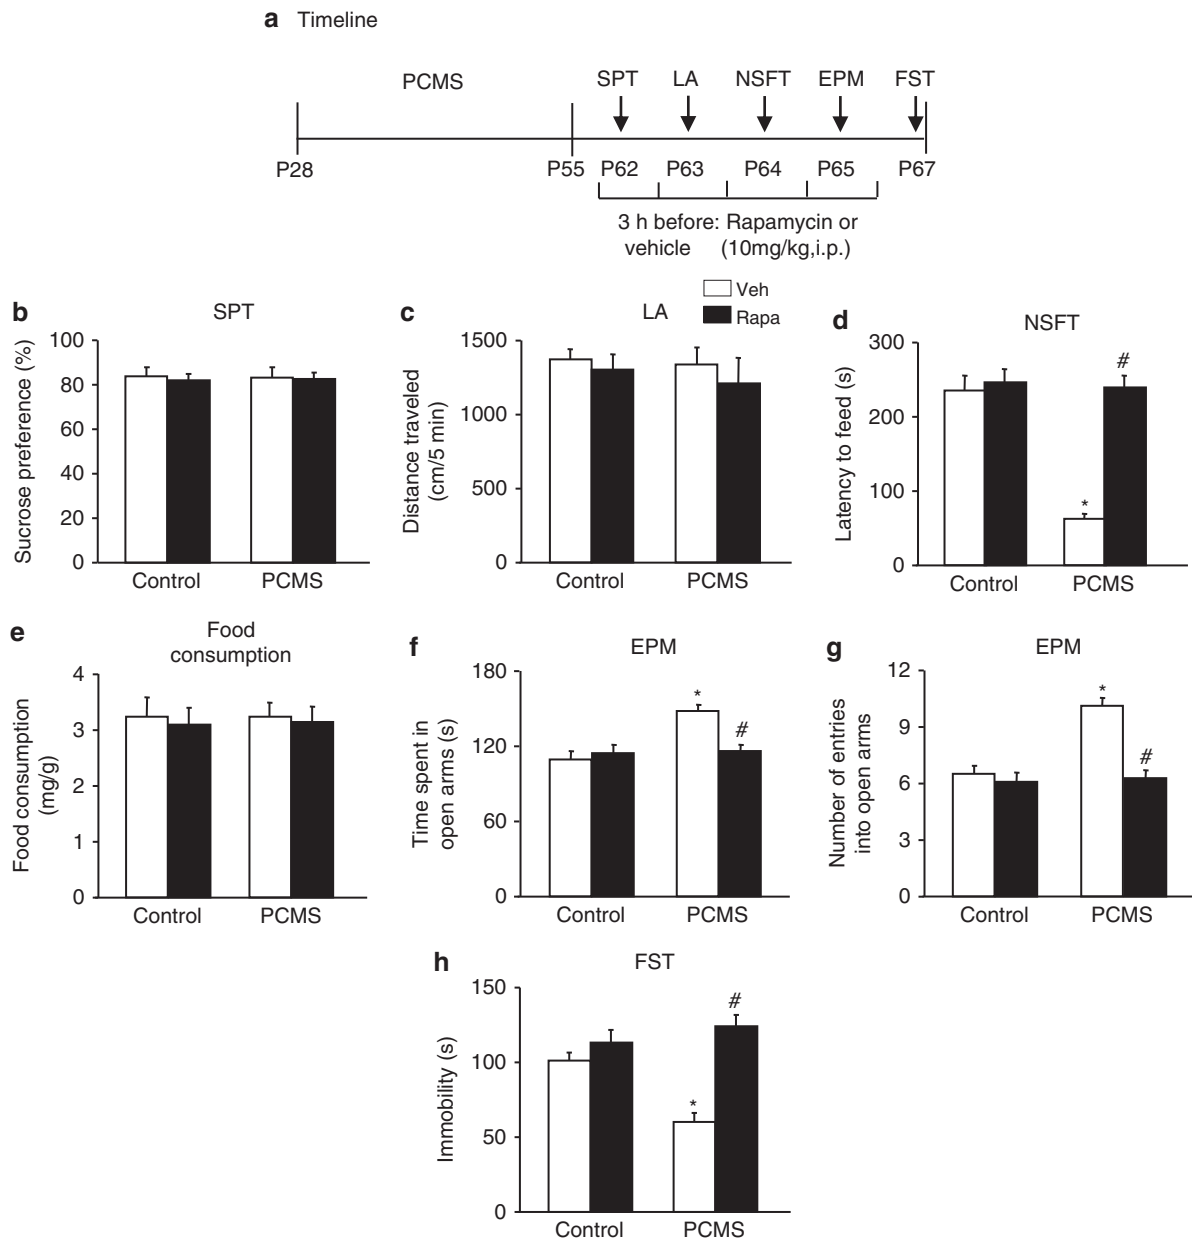 a Timeline
PCMS
SPT LA NSFT EPM FST
P28 P55 P62 P63 P64 P65 P67
3 h before: Rapamycin or
vehicle (10mg/kg,i.p.)
Veh
Rapa
b SPT
Sucrose preference (%)
100
80
60
40
20
0
Control PCMS
c LA
Distance traveled
(cm/5 min)
1500
1000
500
0
Control PCMS
d NSFT
Latency to feed (s)
300
200
100
0
*
#
Control PCMS
e Food
consumption
Food consumption
(mg/g)
4
3
2
1
0
Control PCMS
f EPM
Time spent in
open arms (s)
180
120
60
0
*
#
Control PCMS
g EPM
Number of entries
into open arms
12
9
6
3
0
*
#
Control PCMS
h FST
Immobility (s)
150
100
50
0
*
#
Control PCMS